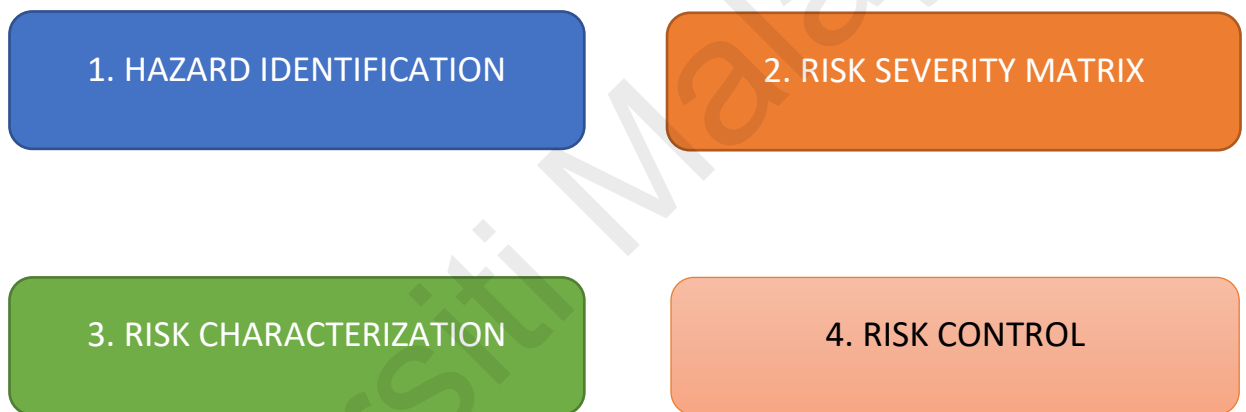 1. HAZARD IDENTIFICATION
2. RISK SEVERITY MATRIX
3. RISK CHARACTERIZATION
4. RISK CONTROL